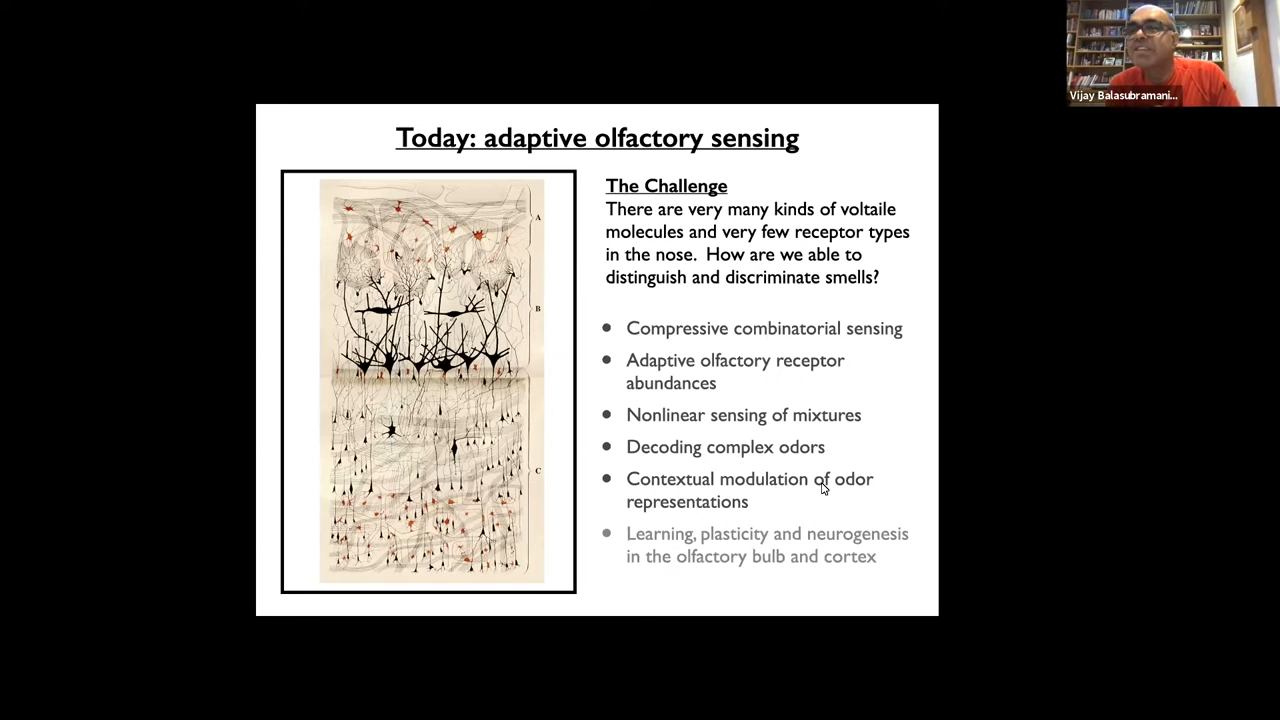 Vijay Balasubramani...
Today: adaptive olfactory sensing
The Challenge
There are very many kinds of voltaile
molecules and very few receptor types
in the nose. How are we able to
distinguish and discriminate smells?
• Compressive combinatorial sensing
• Adaptive olfactory receptor
abundances
• Nonlinear sensing of mixtures
• Decoding complex odors
• Contextual modulation of odor
representations
• Learning, plasticity and neurogenesis
in the olfactory bulb and cortex
A
B
C